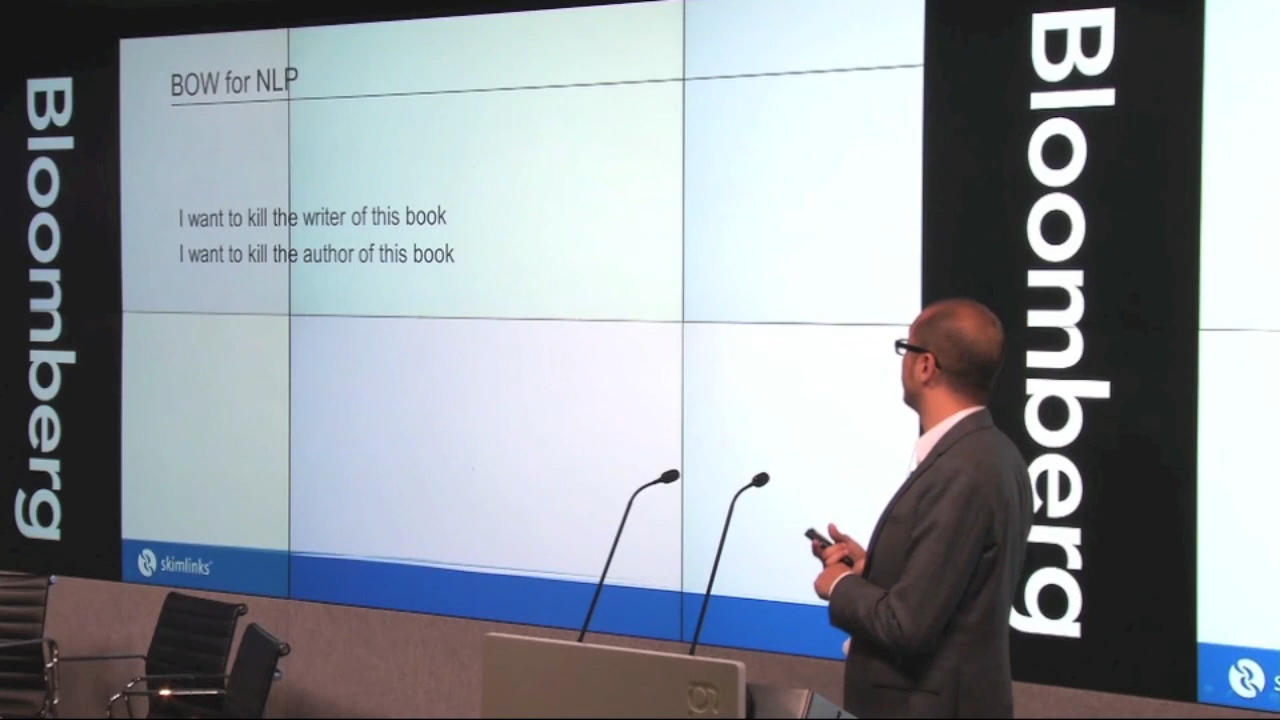 Bloomberg
BOW for NLP
I want to kill the writer of this book
I want to kill the author of this book
skimlinks
Bloomberg